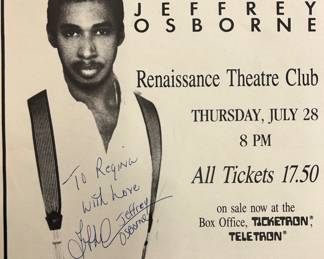 JEFFREY
OSBORNE
Renaissance Theatre Club
THURSDAY, JULY 28
8 PM
All Tickets 17.50
on sale now at the
Box Office, TICKETRON®,
TELETRON®
To Regina
With Love
Jeffrey
Osborne